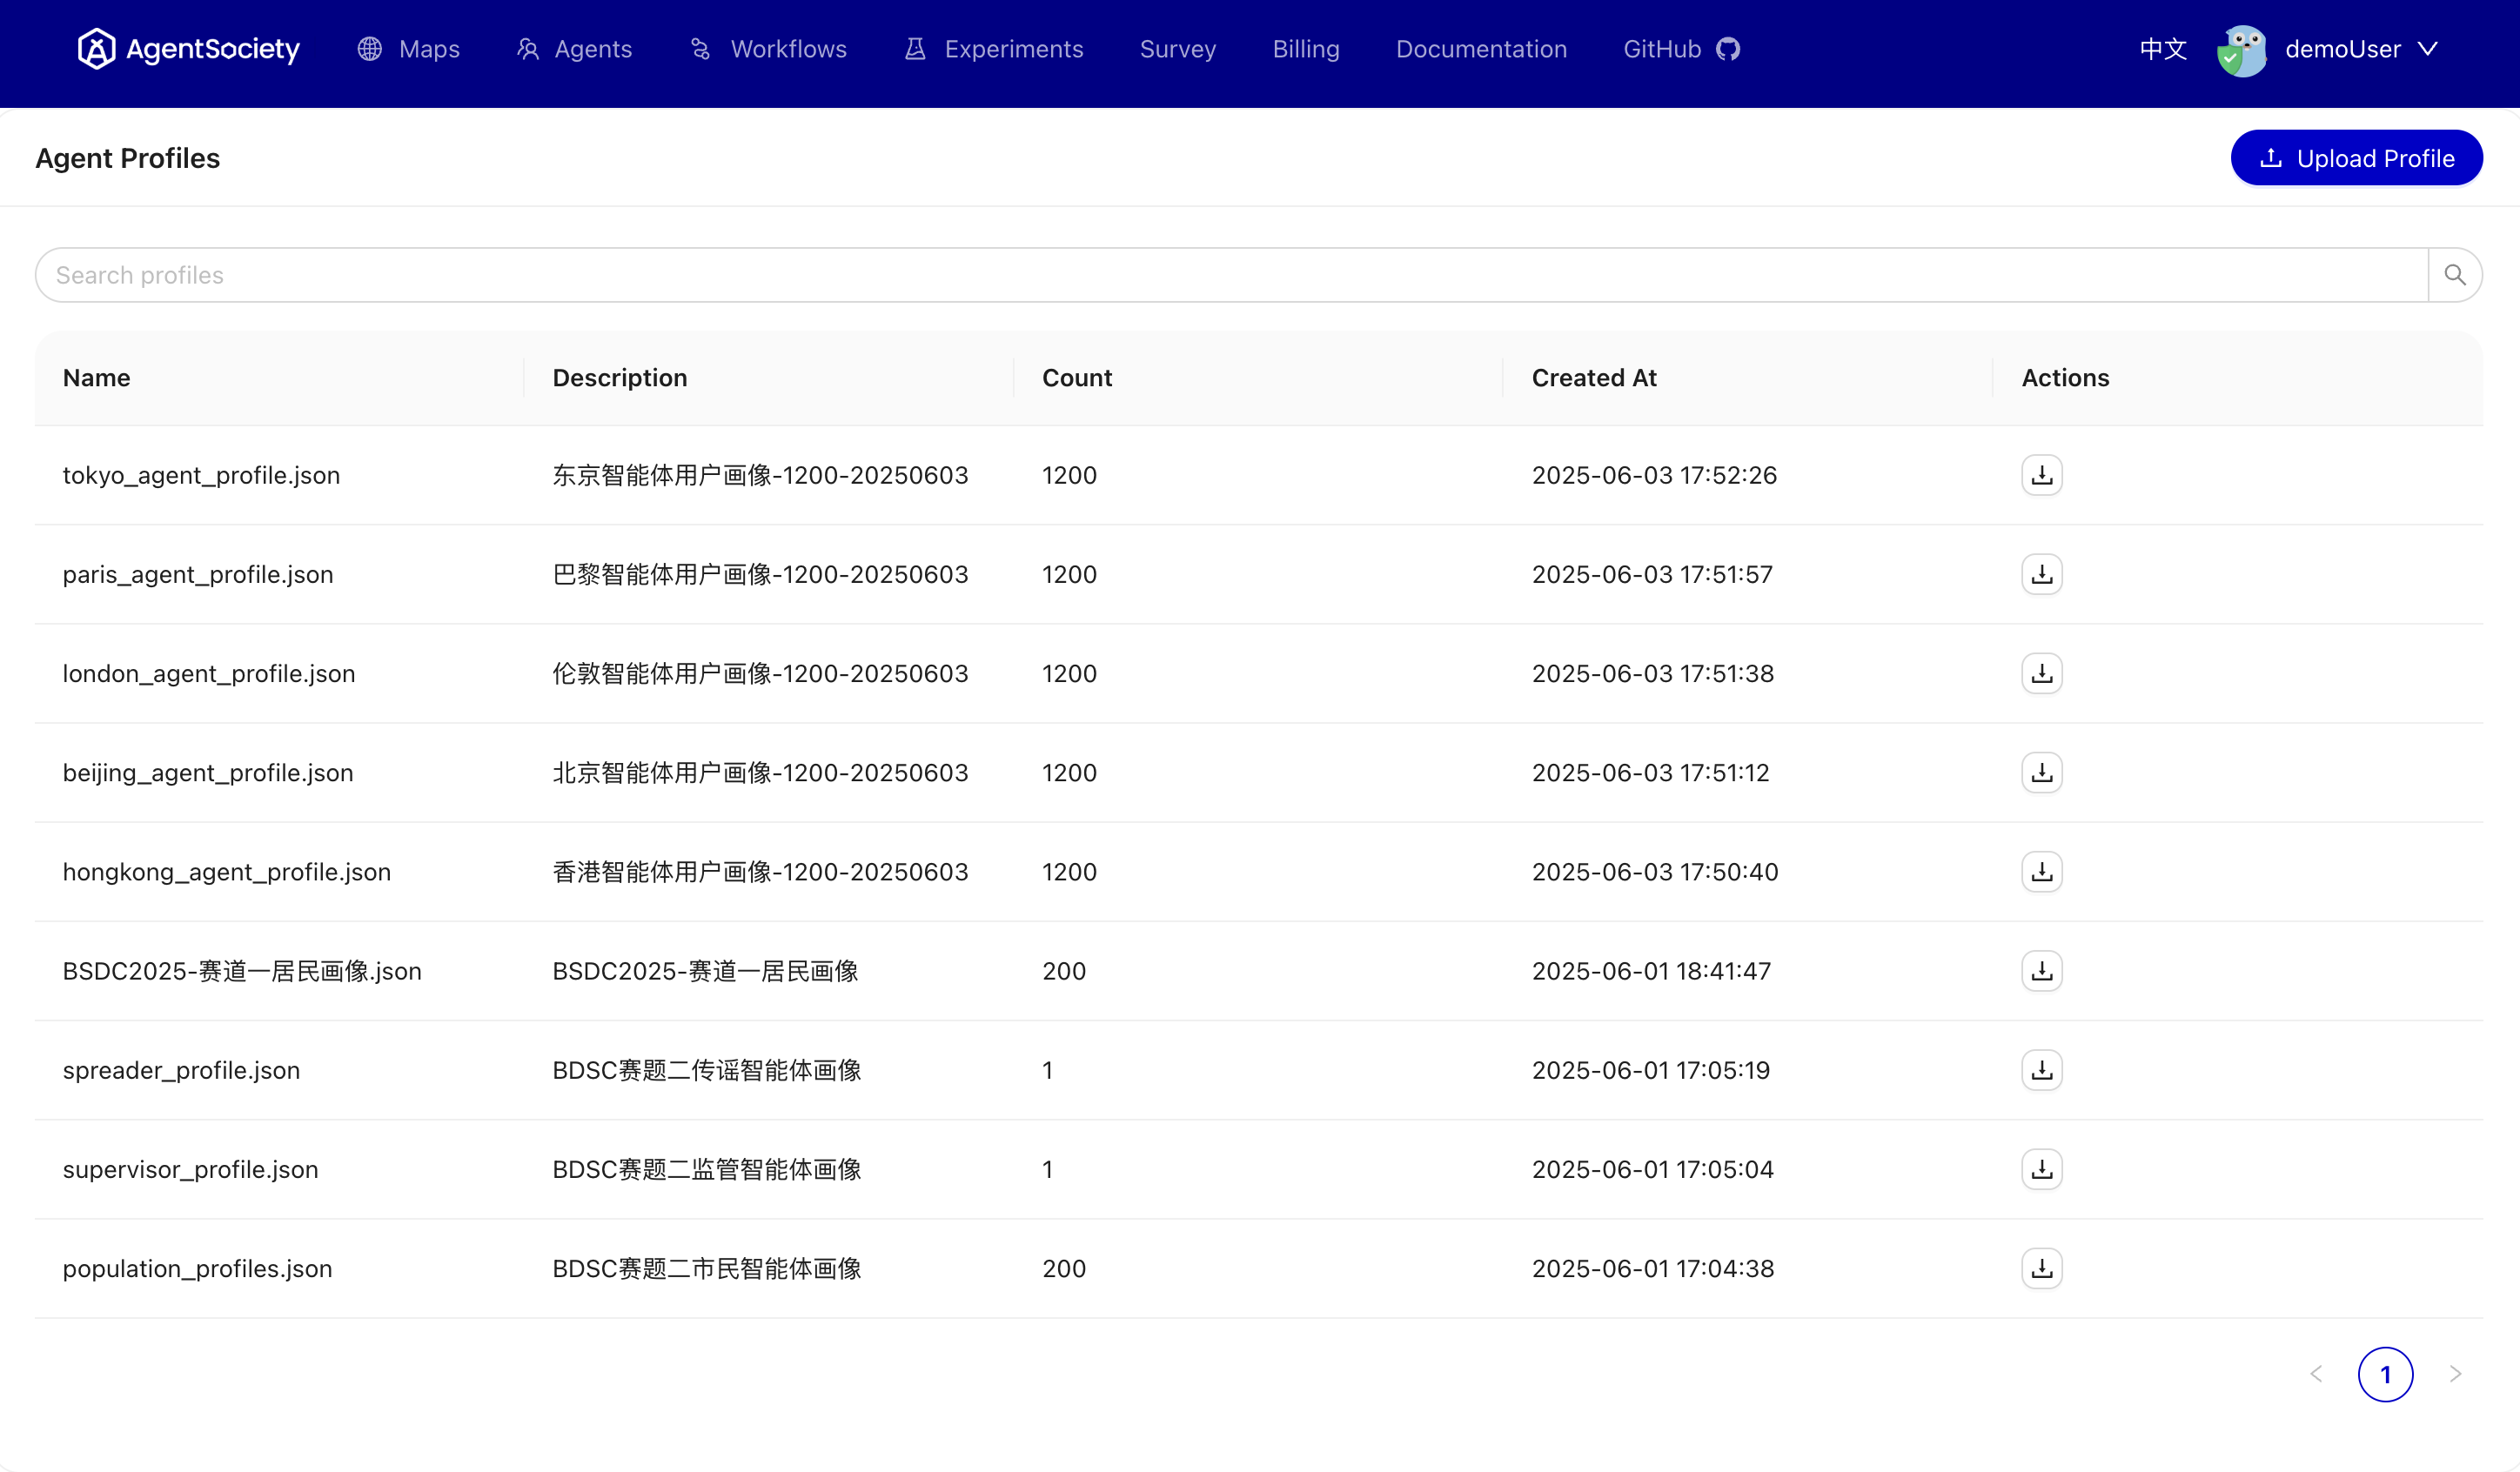 AgentSociety Maps Agents Workflows Experiments Survey Billing Documentation GitHub 中文 demoUser
Agent Profiles Upload Profile
Search profiles
Name Description Count Created At Actions
tokyo_agent_profile.json 东京智能体用户画像-1200-20250603 1200 2025-06-03 17:52:26
paris_agent_profile.json 巴黎智能体用户画像-1200-20250603 1200 2025-06-03 17:51:57
london_agent_profile.json 伦敦智能体用户画像-1200-20250603 1200 2025-06-03 17:51:38
beijing_agent_profile.json 北京智能体用户画像-1200-20250603 1200 2025-06-03 17:51:12
hongkong_agent_profile.json 香港智能体用户画像-1200-20250603 1200 2025-06-03 17:50:40
BSDC2025-赛道一居民画像.json BSDC2025-赛道一居民画像 200 2025-06-01 18:41:47
spreader_profile.json BDSC赛题二传谣智能体画像 1 2025-06-01 17:05:19
supervisor_profile.json BDSC赛题二监管智能体画像 1 2025-06-01 17:05:04
population_profiles.json BDSC赛题二市民智能体画像 200 2025-06-01 17:04:38
1